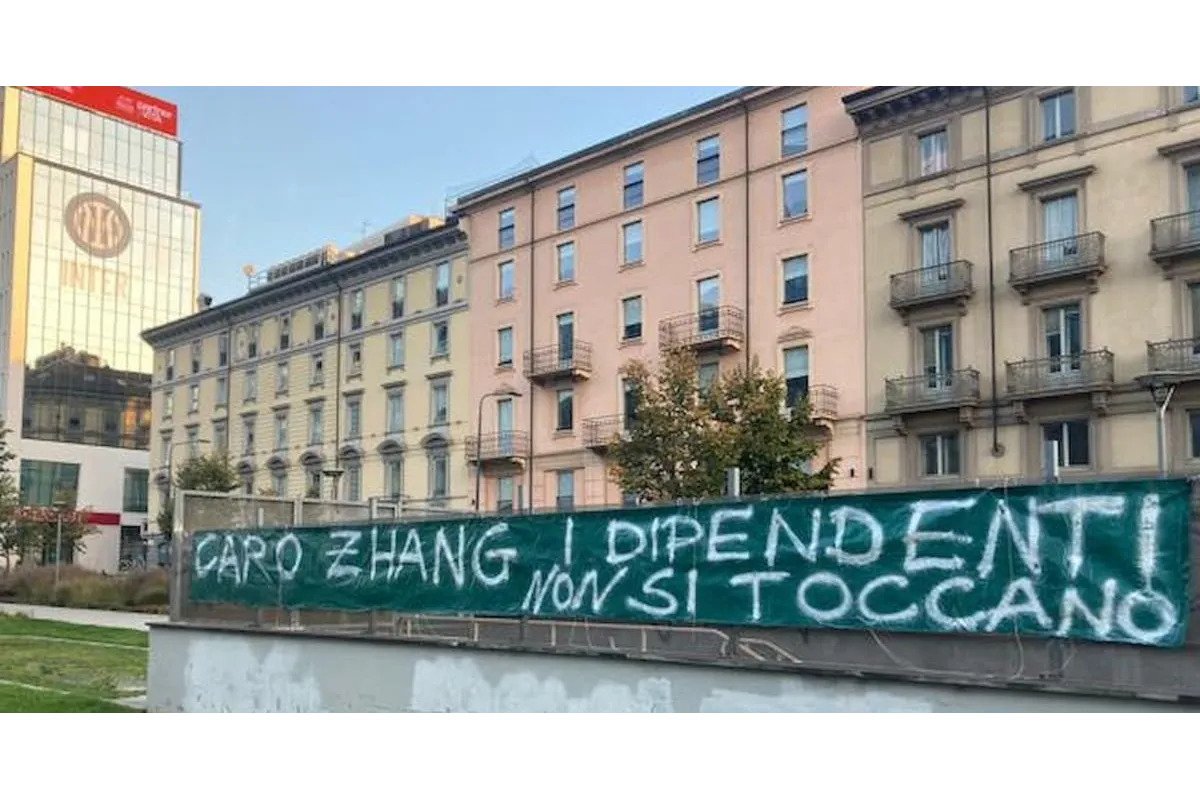 INTER
CARO ZHANG I DIPENDENTI
NON SI TOCCANO!